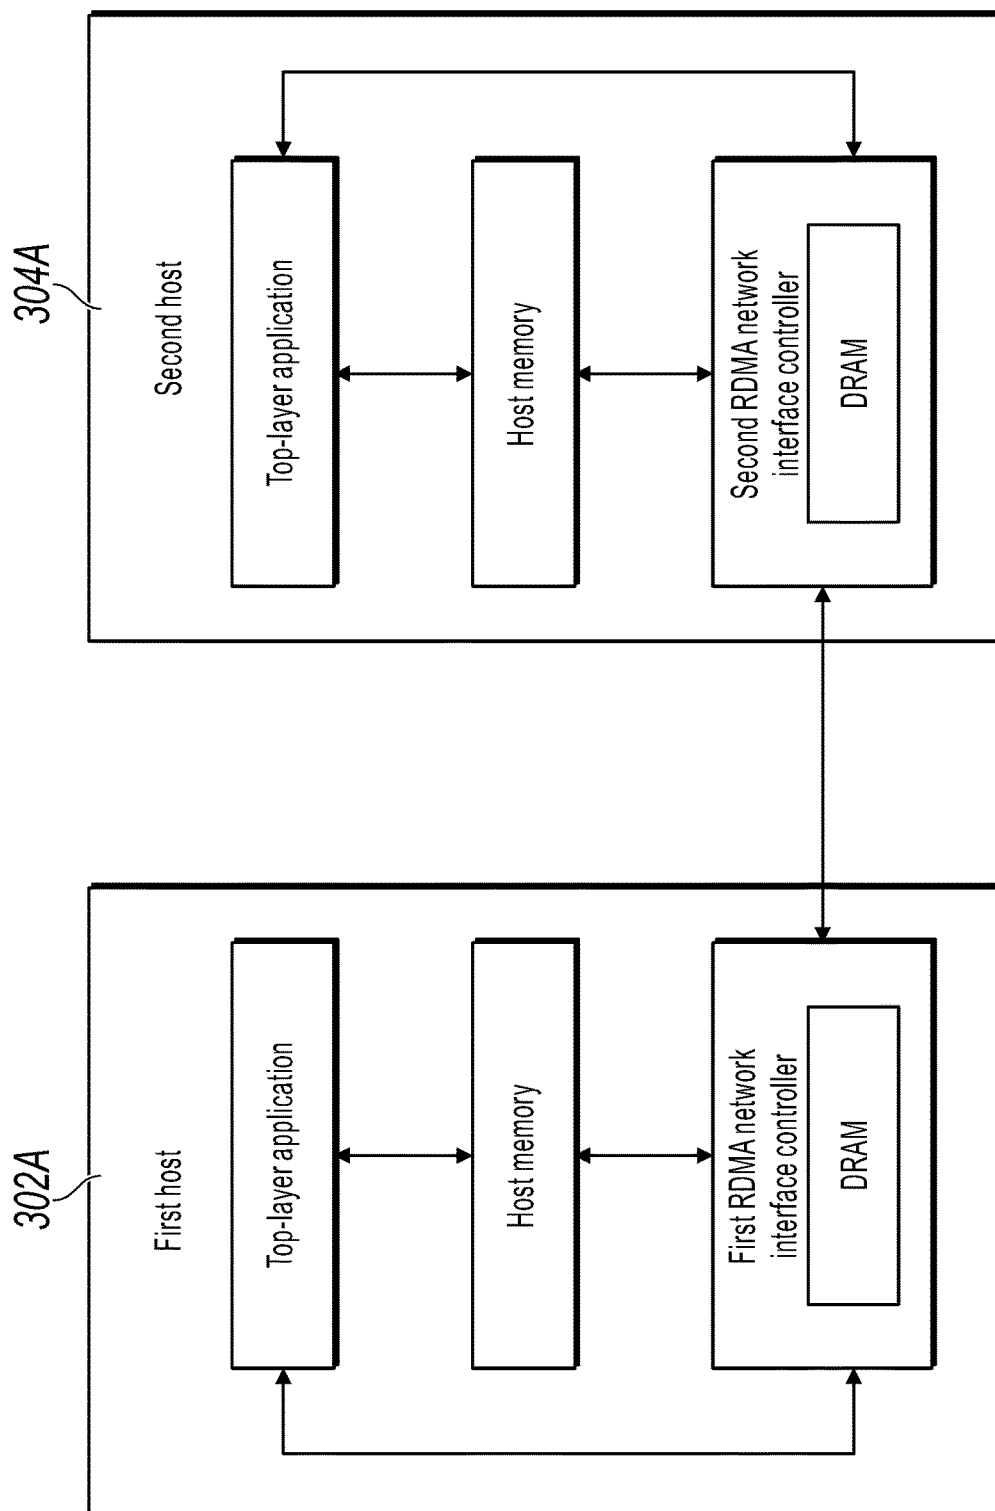 302A
First host
Top-layer application
Host memory
First RDMA network
interface controller
DRAM
304A
Second host
Top-layer application
Host memory
Second RDMA network
interface controller
DRAM